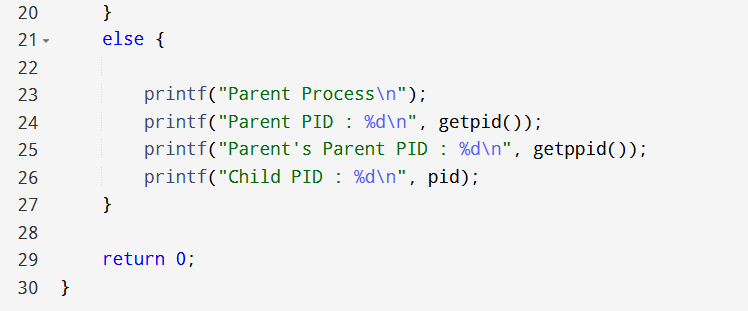 20     }
21     else {
22
23         printf("Parent Process\n");
24         printf("Parent PID : %d\n", getpid());
25         printf("Parent's Parent PID : %d\n", getppid());
26         printf("Child PID : %d\n", pid);
27     }
28
29     return 0;
30 }